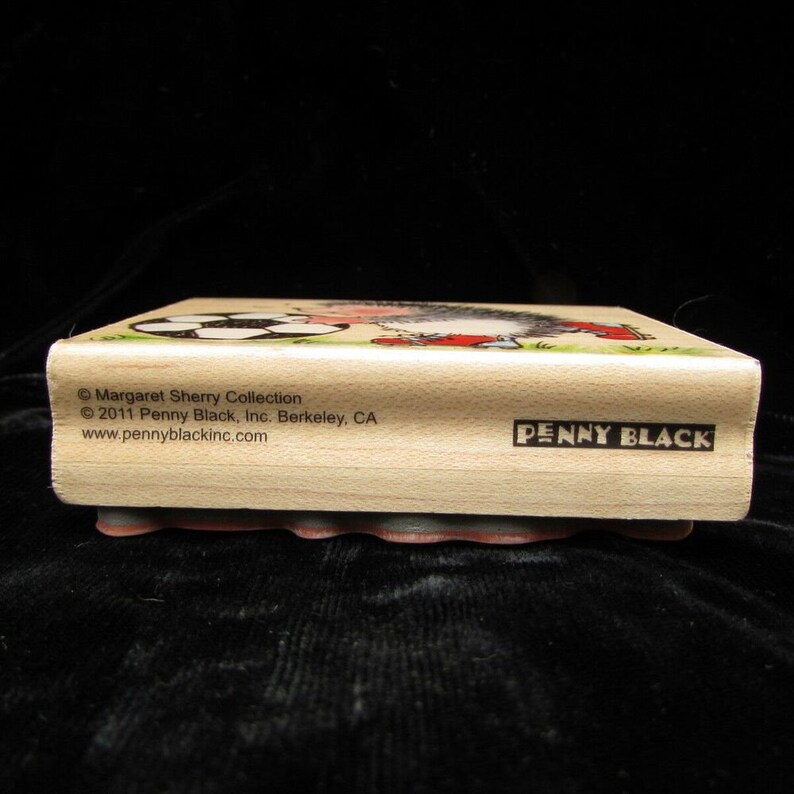 © Margaret Sherry Collection
© 2011 Penny Black, Inc. Berkeley, CA
www.pennyblackinc.com
PENNY BLACK